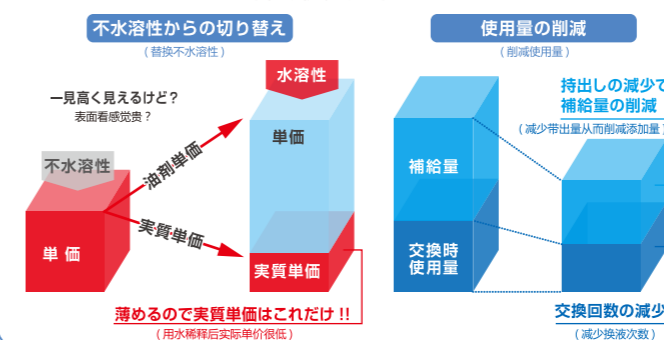 不水溶性からの切り替え
(替换不水溶性)
一見高く見えるけど?
表面看感觉贵?
不水溶性
単価
油剤単価
実質単価
水溶性
単価
実質単価
薄めるので実質単価はこれだけ!!
(用水稀释后实际单价很低)
使用量の削減
(削减使用量)
持出しの減少で
補給量の削減
(减少带出量从而削减添加量)
補給量
交換時
使用量
交換回数の減少
(减少换液次数)